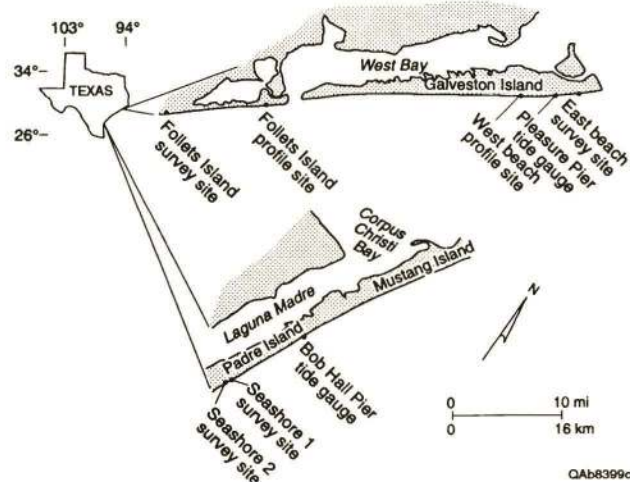 103° 94°
34°
TEXAS
26°
West Bay
Galveston Island
Follets Island
survey site
Follets Island
profile site
West beach
profile site
Pleasure Pier
tide gauge
East beach
survey site
Corpus
Christi
Bay
Mustang Island
Laguna Madre
Padre Island
Bob Hall Pier
tide gauge
Seashore 1
survey site
Seashore 2
survey site
N
0 10 mi
0 16 km
QAb8399c